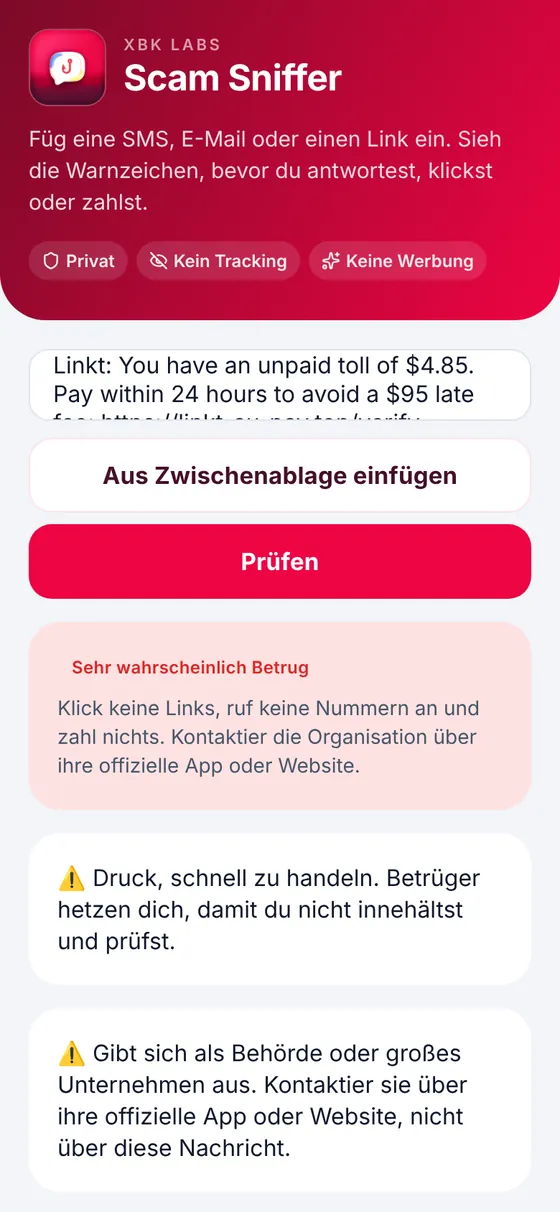 XBK LABS
Scam Sniffer
Füg eine SMS, E-Mail oder einen Link ein. Sieh
die Warnzeichen, bevor du antwortest, klickst
oder zahlst.
Privat
Kein Tracking
Keine Werbung
Linkt: You have an unpaid toll of $4.85.
Pay within 24 hours to avoid a $95 late
Aus Zwischenablage einfügen
Prüfen
Sehr wahrscheinlich Betrug
Klick keine Links, ruf keine Nummern an und
zahl nichts. Kontaktier die Organisation über
ihre offizielle App oder Website.
⚠️ Druck, schnell zu handeln. Betrüger
hetzen dich, damit du nicht innehältst
und prüfst.
⚠️ Gibt sich als Behörde oder großes
Unternehmen aus. Kontaktier sie über
ihre offizielle App oder Website, nicht
über diese Nachricht.